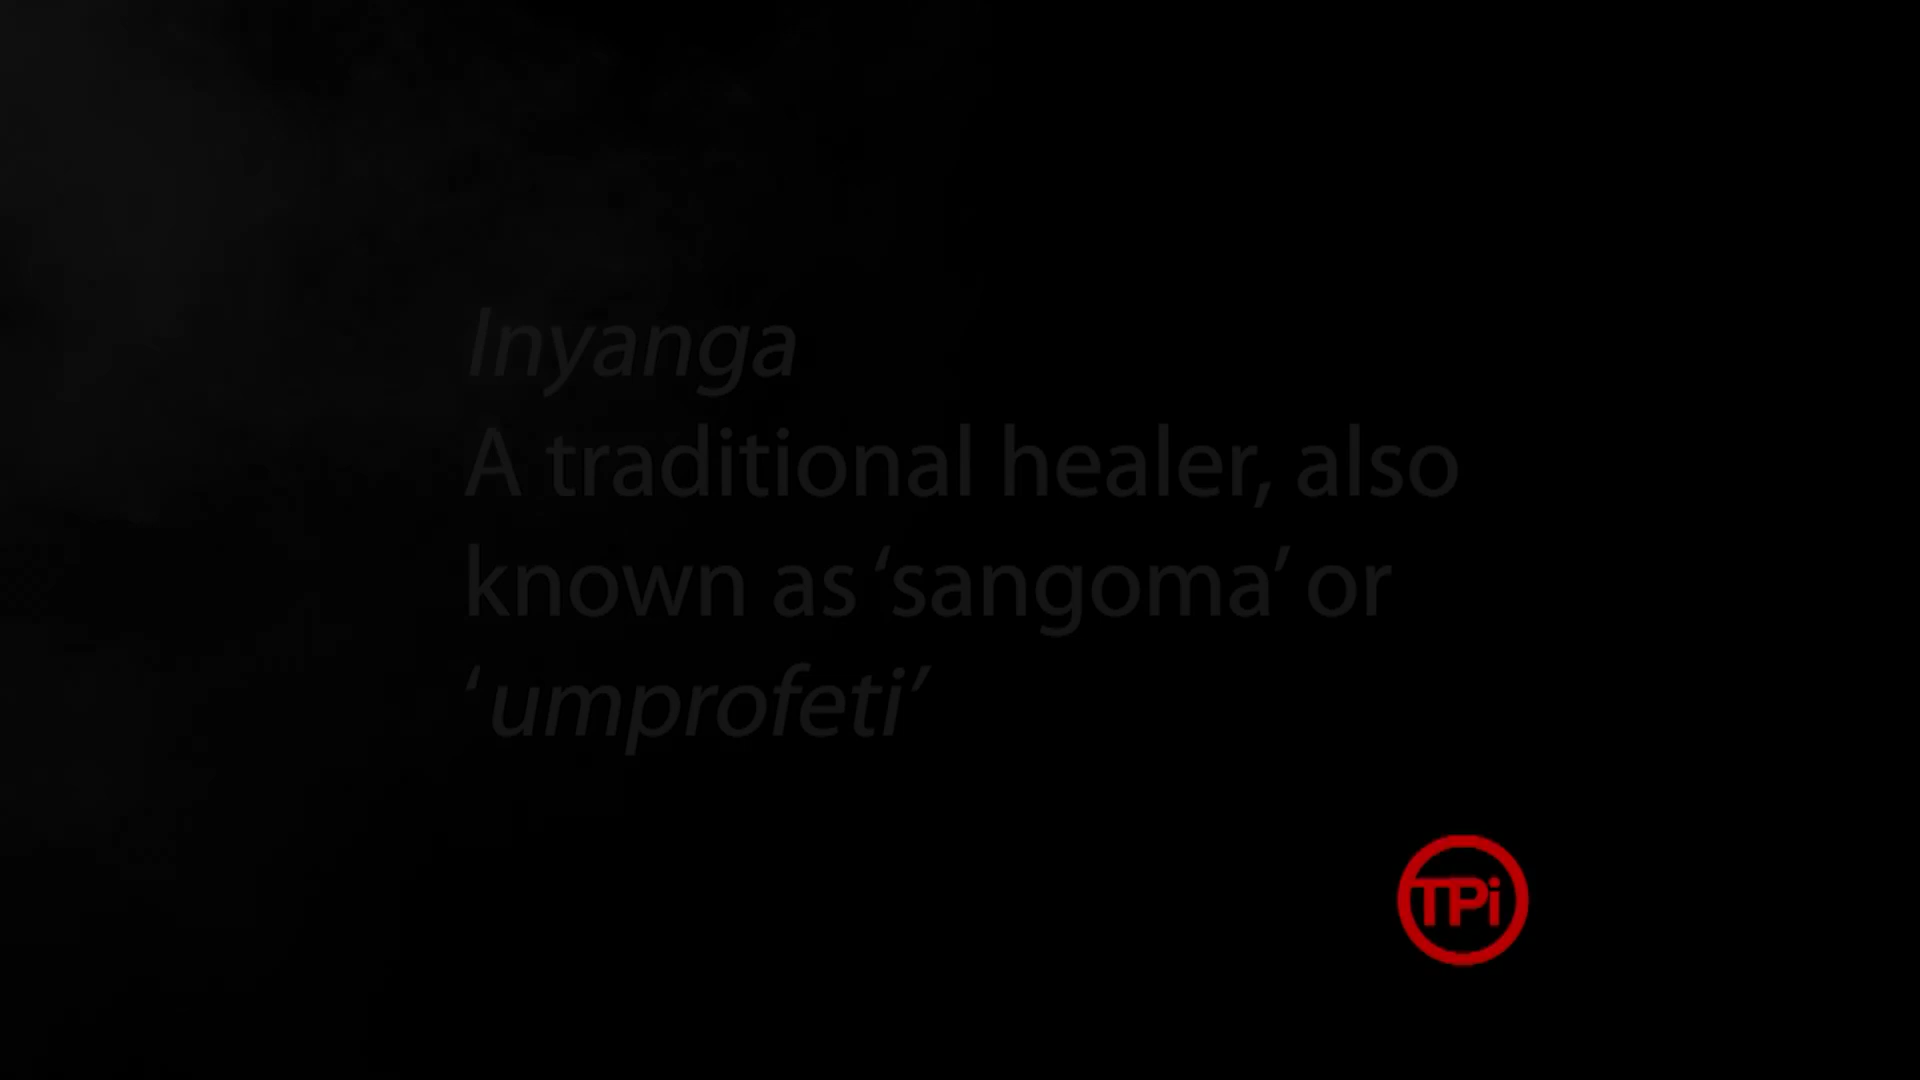 Inyanga
A traditional healer, also
known as ‘sangoma’ or
‘umprofeti’
TPi